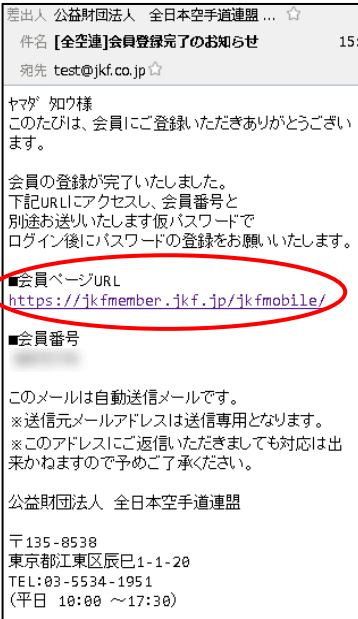 差出人 公益財団法人 全日本空手道連盟 ... ☆
件名 [全空連]会員登録完了のお知らせ 15:
宛先 test@jkf.co.jp☆
ﾔﾏﾀﾞ ﾀﾛｳ様
このたびは、会員にご登録いただきありがとうござい
ます。
会員の登録が完了いたしました。
下記URLにアクセスし、会員番号と
別途お送りいたします仮パスワードで
ログイン後にパスワードの登録をお願いいたします。
■会員ページURL
https://jkfmember.jkf.jp/jkfmobile/
■会員番号
このメールは自動送信メールです。
※送信元メールアドレスは送信専用となります。
※このアドレスにご返信いただきましても対応は出
来かねますので予めご了承ください。
公益財団法人 全日本空手道連盟
〒135-8538
東京都江東区辰巳1-1-20
TEL:03-5534-1951
(平日 10:00 ～17:30)